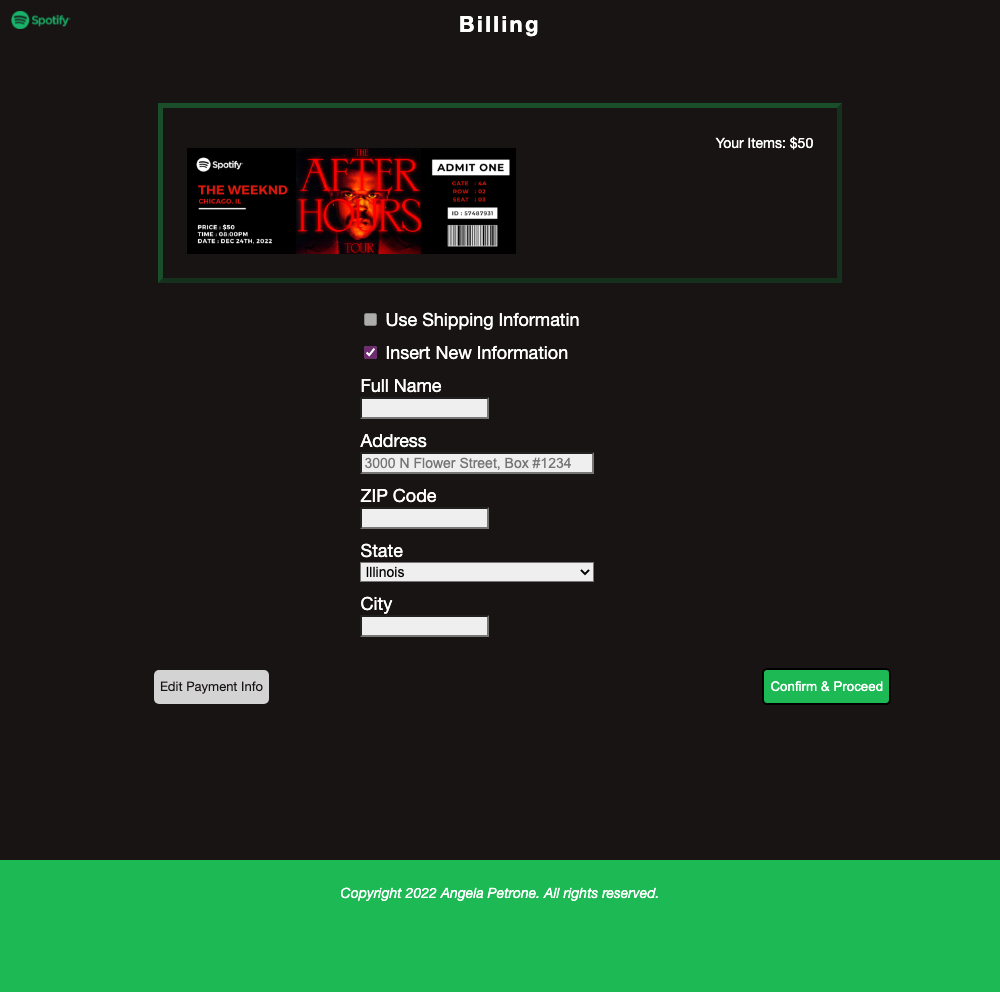 Spotify
Billing
Your Items: $50
Spotify
THE WEEKND
CHICAGO, IL
PRICE : $50
TIME : 08:00PM
DATE : DEC 24TH, 2022
THE
AFTER
HOURS
TOUR
ADMIT ONE
GATE : 4A
ROW : 02
SEAT : 03
ID : 57487931
Use Shipping Informatin
Insert New Information
Full Name
Address
3000 N Flower Street, Box #1234
ZIP Code
State
Illinois
City
Edit Payment Info
Confirm & Proceed
Copyright 2022 Angela Petrone. All rights reserved.